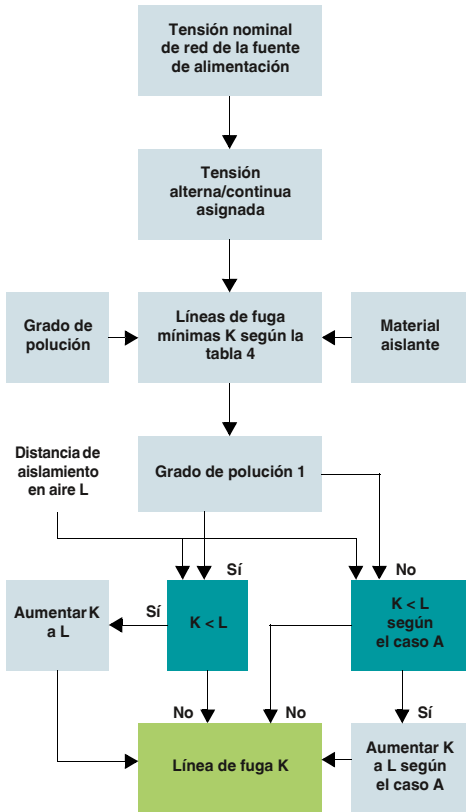 Tensión nominal
de red de la fuente
de alimentación
Tensión
alterna/continua
asignada
Grado de
polución
Líneas de fuga
mínimas K según la
tabla 4
Material
aislante
Distancia de
aislamiento
en aire L
Grado de polución 1
Sí
No
Aumentar K
a L
Sí
K < L
K < L
según
el caso A
No
No
Sí
Línea de fuga K
Aumentar K
a L según
el caso A